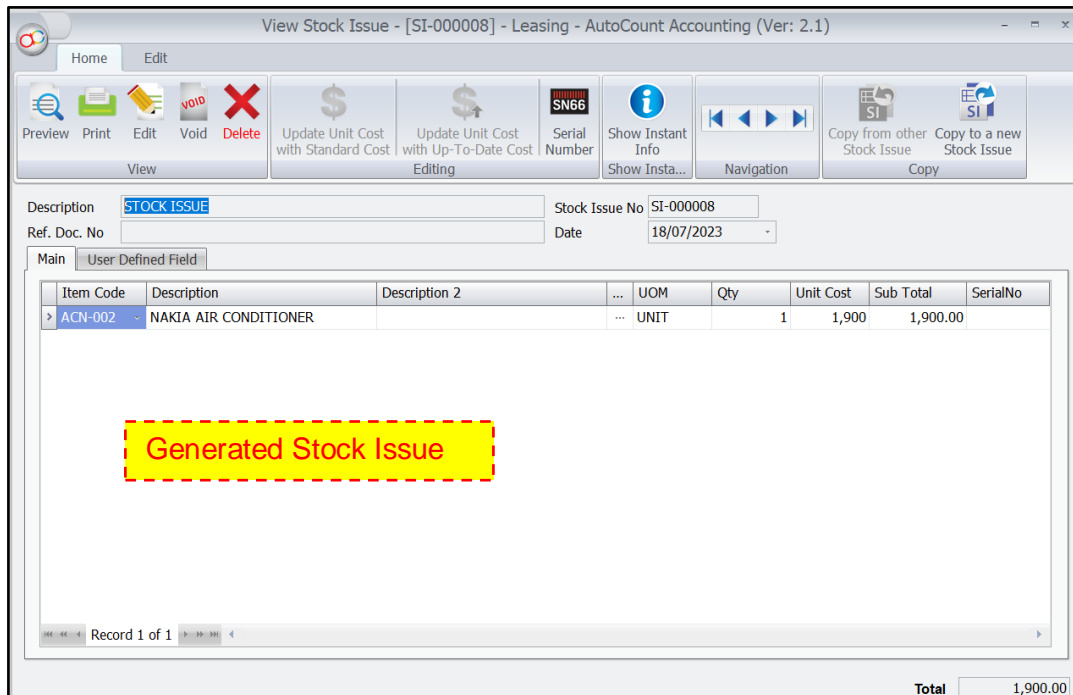 View Stock Issue - [SI-000008] - Leasing - AutoCount Accounting (Ver: 2.1)
Home Edit
Preview Print Edit Void Delete Update Unit Cost with Standard Cost Update Unit Cost with Up-To-Date Cost SN66 Serial Number Show Instant Info Copy from other Stock Issue Copy to a new Stock Issue
VOID SI SI
View Editing Show Insta... Navigation Copy
Description STOCK ISSUE Stock Issue No SI-000008
Ref. Doc. No Date 18/07/2023
Main User Defined Field
Item Code Description Description 2 ... UOM Qty Unit Cost Sub Total SerialNo
ACN-002 NAKIA AIR CONDITIONER ... UNIT 1 1,900 1,900.00
Generated Stock Issue
Record 1 of 1
Total 1,900.00